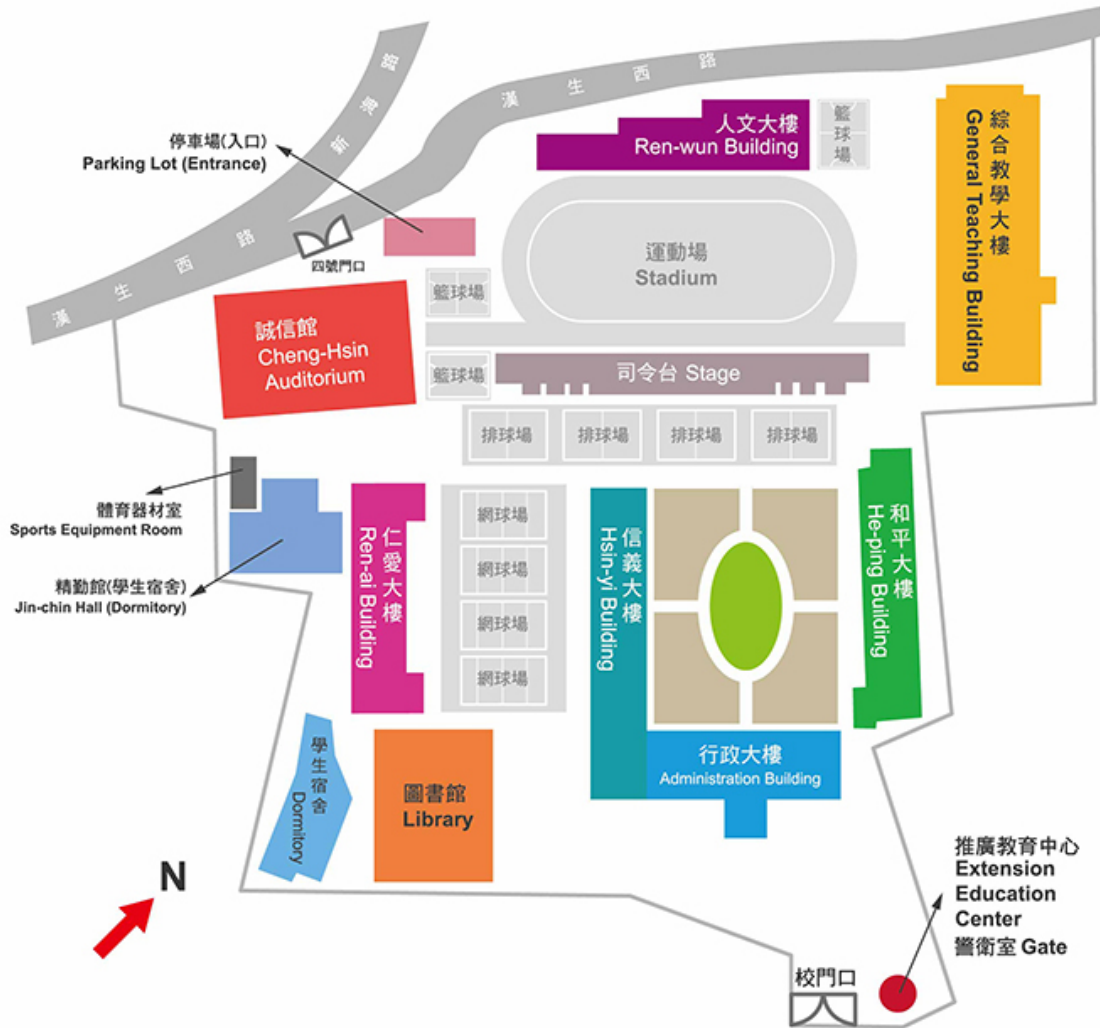 漢生西路
新海路
漢生西路
停車場(入口)
Parking Lot (Entrance)
四號門口
人文大樓
Ren-wun Building
籃球場
綜合教學大樓
General Teaching Building
運動場
Stadium
籃球場
誠信館
Cheng-Hsin
Auditorium
籃球場
司令台 Stage
排球場
排球場
排球場
排球場
體育器材室
Sports Equipment Room
精勤館(學生宿舍)
Jin-chin Hall (Dormitory)
仁愛大樓
Ren-ai Building
網球場
網球場
網球場
網球場
信義大樓
Hsin-yi Building
和平大樓
He-ping Building
學生宿舍
Dormitory
圖書館
Library
行政大樓
Administration Building
N
推廣教育中心
Extension
Education
Center
警衛室 Gate
校門口